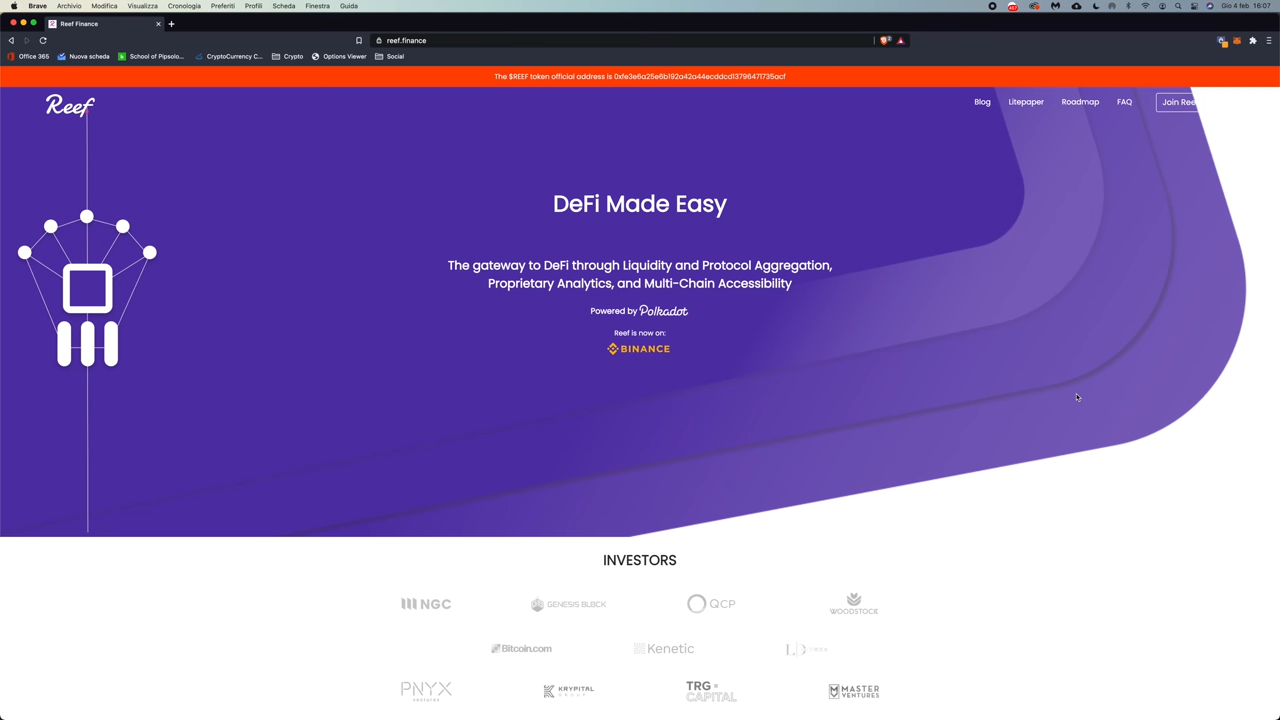 Brave Archivio Modifica Visualizza Cronologia Preferiti Profili Scheda Finestra Guida
Gio 4 feb 16:07
Reef Finance
reef.finance
Office 365 Nuova scheda School of Pipsolo... CryptoCurrency C... Crypto Options Viewer Social
The $REEF token official address is 0xfe3e6a25e6b192a42a44ecddcd13796471735acf
Reef
Blog Litepaper Roadmap FAQ Join Ree
DeFi Made Easy
The gateway to DeFi through Liquidity and Protocol Aggregation,
Proprietary Analytics, and Multi-Chain Accessibility
Powered by Polkadot
Reef is now on:
BINANCE
INVESTORS
NGC GENESIS BLOCK QCP WOODSTOCK
Bitcoin.com Kenetic LD
PNYX VENTURES KRYPITAL GROUP TRG CAPITAL MASTER VENTURES